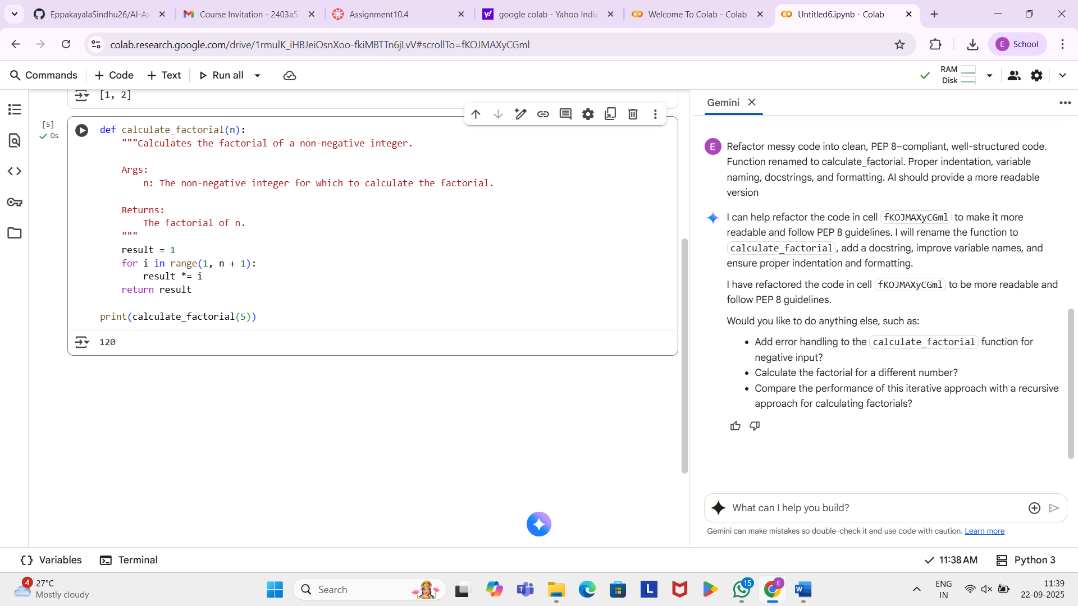 EppakayalaSindhu26/AI-As
Course Invitation - 2403a5
Assignment10.4
google colab - Yahoo India
Welcome To Colab - Colab
Untitled6.ipynb - Colab
colab.research.google.com/drive/
School
Commands
+ Code
+ Text
Run all
RAM
Disk
[1, 2]
Gemini
[5]
0s
def calculate_factorial(n):
"""Calculates the factorial of a non-negative integer.
Args:
n: The non-negative integer for which to calculate the factorial.
Returns:
The factorial of n.
"""
result = 1
for i in range(1, n + 1):
result *= i
return result
print(calculate_factorial(5))
120
E
Refactor messy code into clean, PEP 8–compliant, well-structured code.
Function renamed to calculate_factorial. Proper indentation, variable
naming, docstrings, and formatting. AI should provide a more readable
version
I can help refactor the code in cell fKOJMAXyCGml to make it more
readable and follow PEP 8 guidelines. I will rename the function to
calculate_factorial, add a docstring, improve variable names, and
ensure proper indentation and formatting.
I have refactored the code in cell fKOJMAXyCGml to be more readable and
follow PEP 8 guidelines.
Would you like to do anything else, such as:
• Add error handling to the calculate_factorial function for
negative input?
• Calculate the factorial for a different number?
• Compare the performance of this iterative approach with a recursive
approach for calculating factorials?
What can I help you build?
Gemini can make mistakes so double-check it and use code with caution. Learn more
Variables
Terminal
11:38 AM
Python 3
4
27°C
Mostly cloudy
Search
15
ENG
IN
11:39
22-09-2025